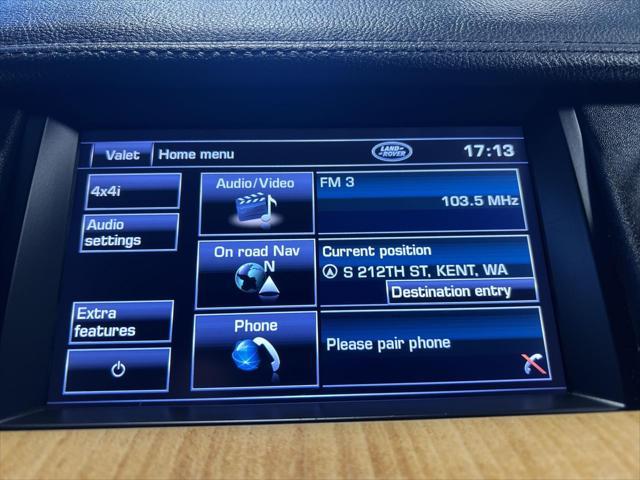 Valet
Home menu
LAND-
-ROVER
17:13
4x4i
Audio
settings
Extra
features
Audio/Video
On road Nav
N
Phone
FM 3
103.5 MHz
Current position
S 212TH ST, KENT, WA
Destination entry
Please pair phone